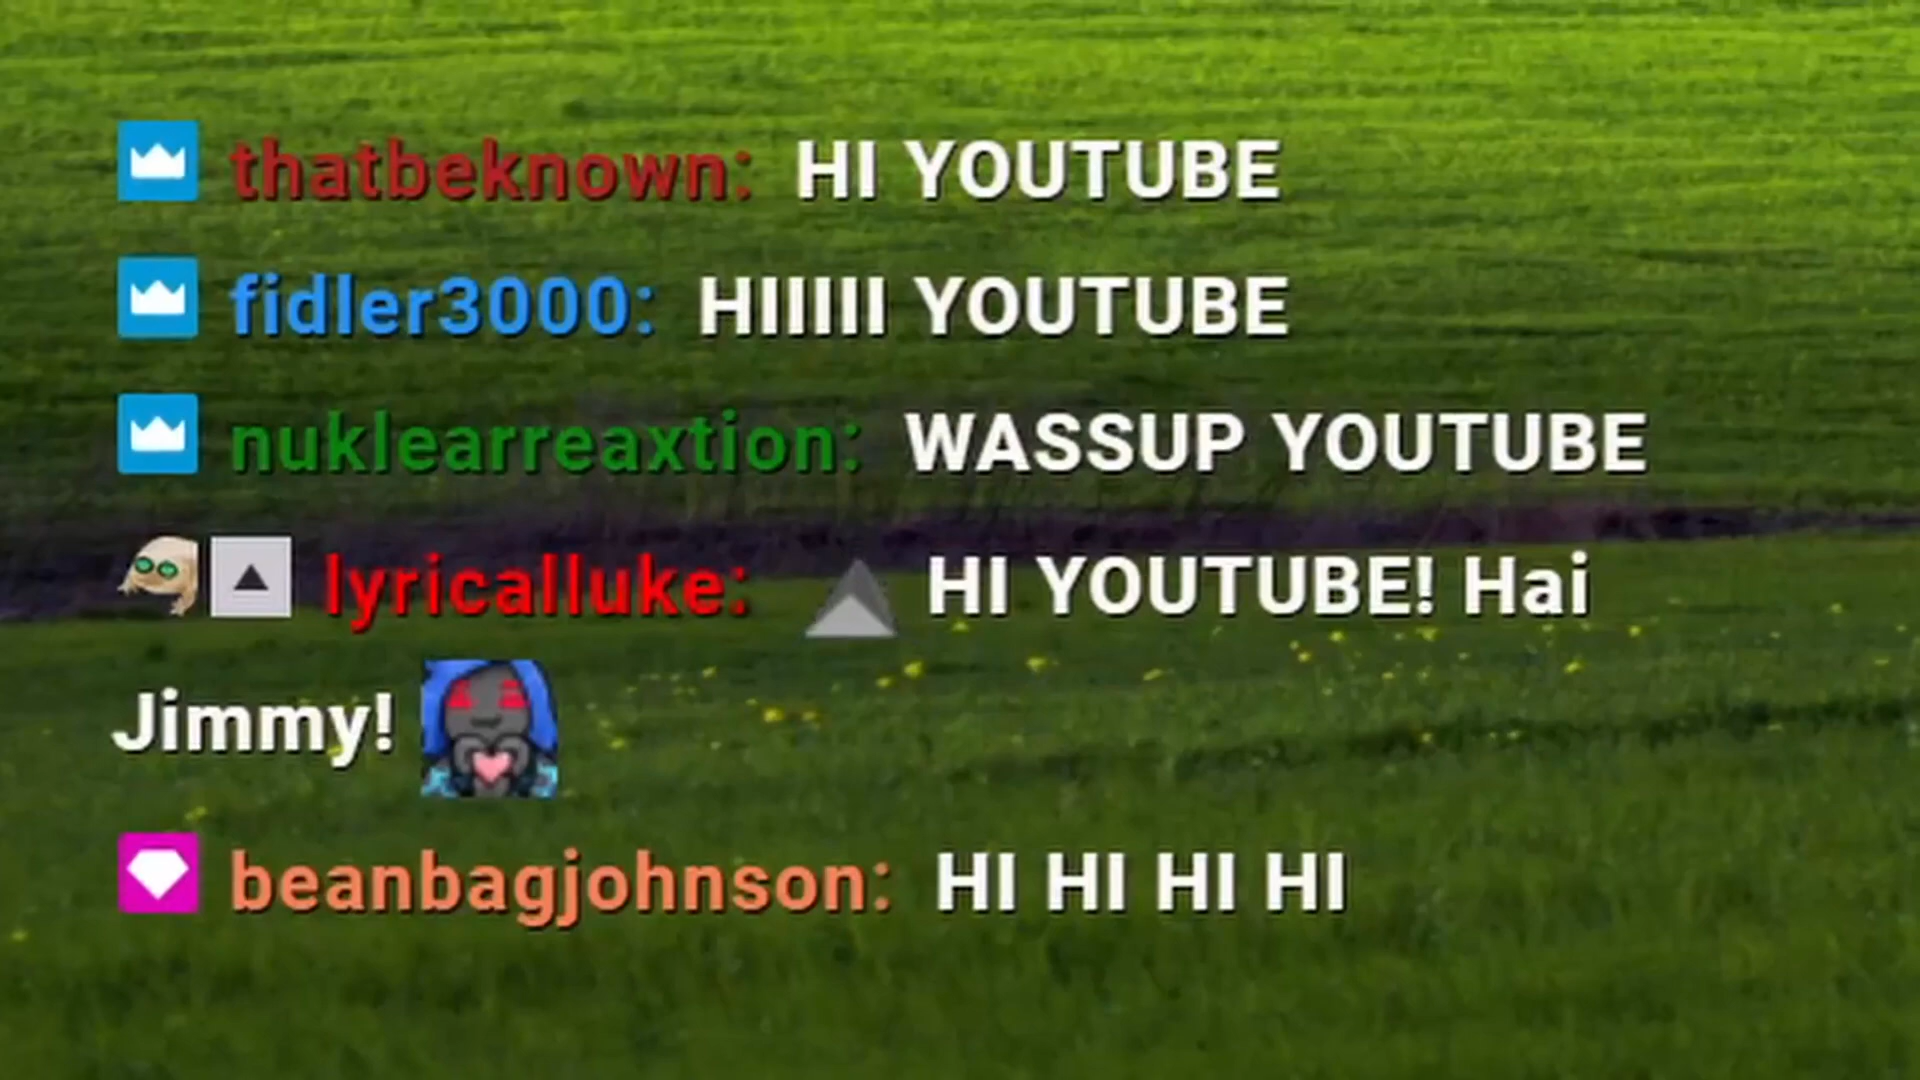 thatbeknown: HI YOUTUBE
fidler3000: HIIIII YOUTUBE
nuklearreaxtion: WASSUP YOUTUBE
lyricalluke: HI YOUTUBE! Hai
Jimmy!
beanbagjohnson: HI HI HI HI